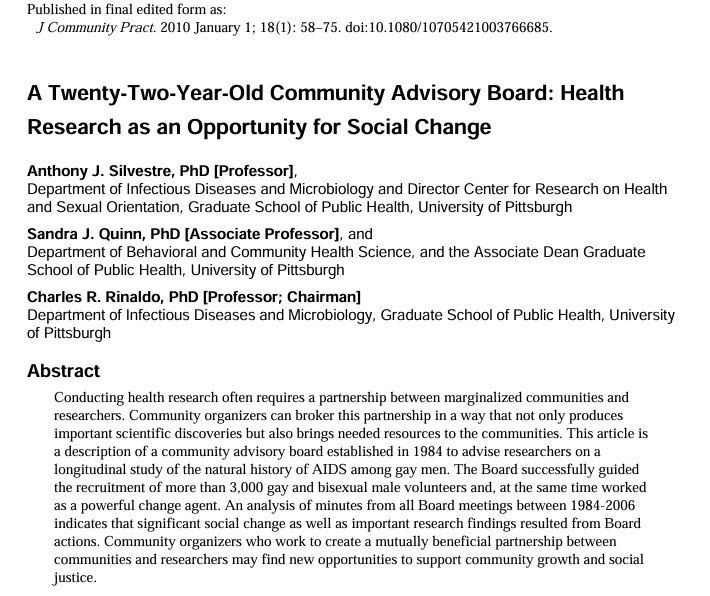 Published in final edited form as:
J Community Pract. 2010 January 1; 18(1): 58–75. doi:10.1080/10705421003766685.
A Twenty-Two-Year-Old Community Advisory Board: Health
Research as an Opportunity for Social Change
Anthony J. Silvestre, PhD [Professor],
Department of Infectious Diseases and Microbiology and Director Center for Research on Health
and Sexual Orientation, Graduate School of Public Health, University of Pittsburgh
Sandra J. Quinn, PhD [Associate Professor], and
Department of Behavioral and Community Health Science, and the Associate Dean Graduate
School of Public Health, University of Pittsburgh
Charles R. Rinaldo, PhD [Professor; Chairman]
Department of Infectious Diseases and Microbiology, Graduate School of Public Health, University
of Pittsburgh
Abstract
Conducting health research often requires a partnership between marginalized communities and
researchers. Community organizers can broker this partnership in a way that not only produces
important scientific discoveries but also brings needed resources to the communities. This article is
a description of a community advisory board established in 1984 to advise researchers on a
longitudinal study of the natural history of AIDS among gay men. The Board successfully guided
the recruitment of more than 3,000 gay and bisexual male volunteers and, at the same time worked
as a powerful change agent. An analysis of minutes from all Board meetings between 1984-2006
indicates that significant social change as well as important research findings resulted from Board
actions. Community organizers who work to create a mutually beneficial partnership between
communities and researchers may find new opportunities to support community growth and social
justice.